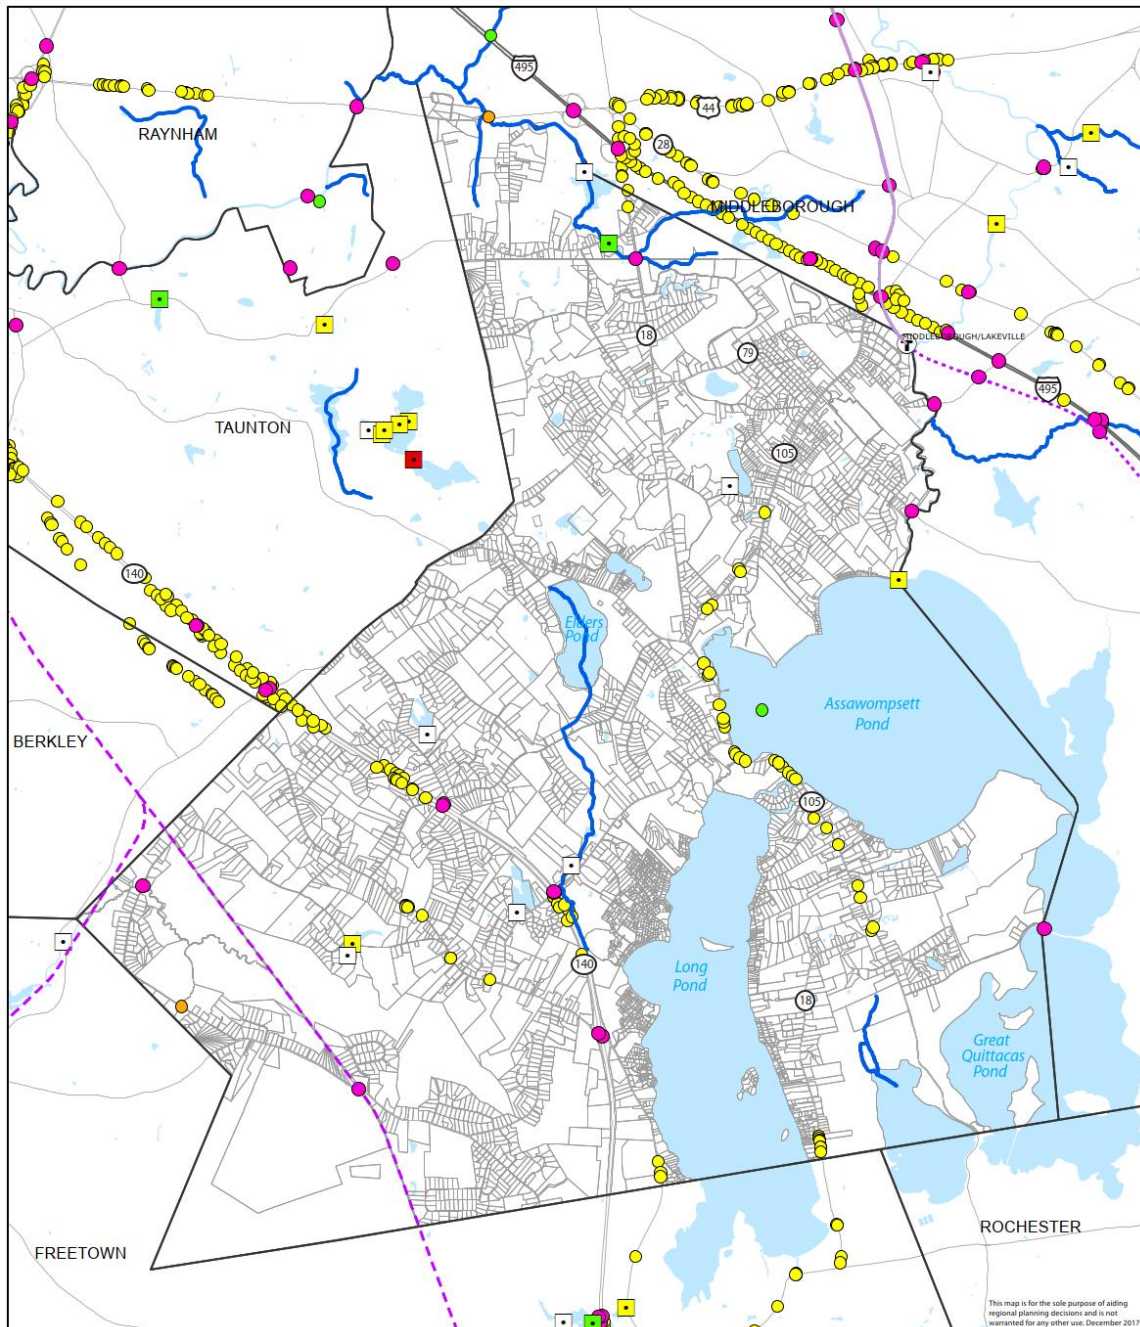 495
44
RAYNHAM
28
MIDDLEBOROUGH
18
MIDDLEBOROUGH/LAKEVILLE
T
79
495
TAUNTON
105
140
Elders
Pond
Assawompsett
Pond
BERKLEY
105
140
Long
Pond
18
Great
Quittacas
Pond
ROCHESTER
FREETOWN
This map is for the sole purpose of aiding
regional planning decisions and is not
warranted for any other use. December 2017